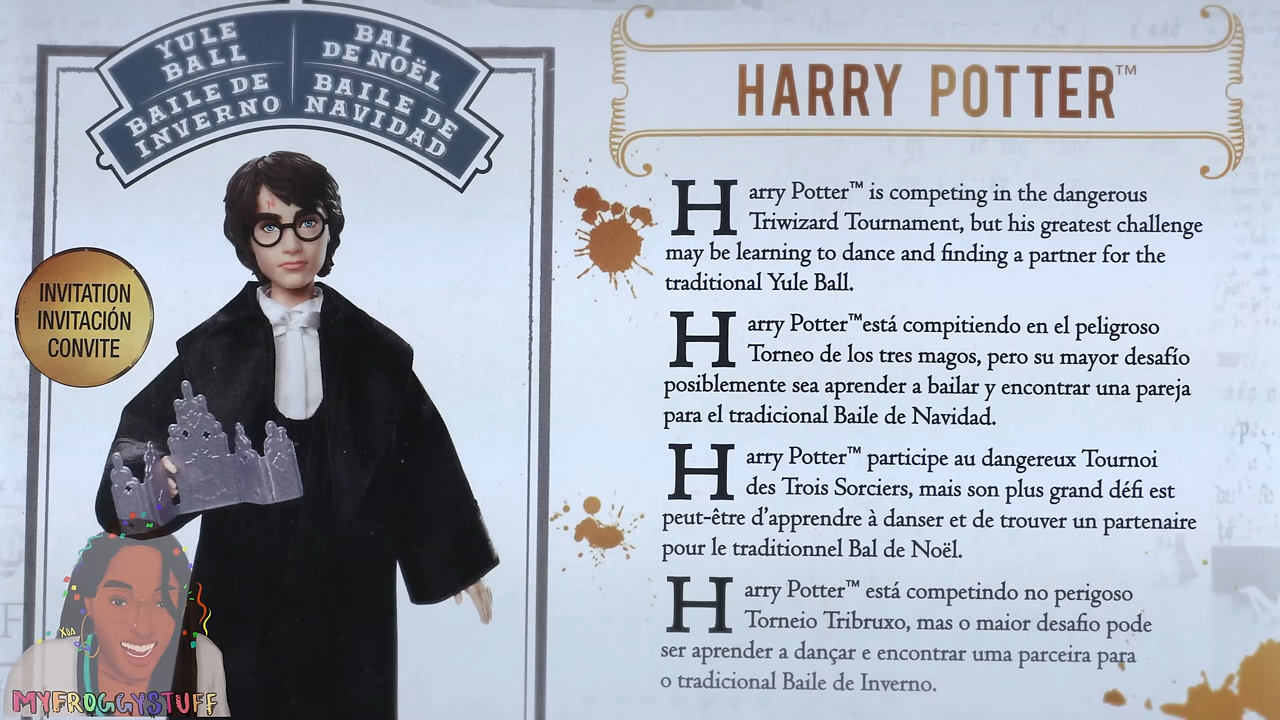 YULE
BALL
BAL
DE NOËL
BAILE DE
INVERNO
BAILE DE
NAVIDAD
INVITATION
INVITACIÓN
CONVITE
HARRY POTTER™
Harry Potter™ is competing in the dangerous
Triwizard Tournament, but his greatest challenge
may be learning to dance and finding a partner for the
traditional Yule Ball.
Harry Potter™está compitiendo en el peligroso
Torneo de los tres magos, pero su mayor desafío
posiblemente sea aprender a bailar y encontrar una pareja
para el tradicional Baile de Navidad.
Harry Potter™ participe au dangereux Tournoi
des Trois Sorciers, mais son plus grand défi est
peut-être d'apprendre à danser et de trouver un partenaire
pour le traditionnel Bal de Noël.
Harry Potter™ está competindo no perigoso
Torneio Tribruxo, mas o maior desafio pode
ser aprender a dançar e encontrar uma parceira para
o tradicional Baile de Inverno.
MYFROGGYSTUFF